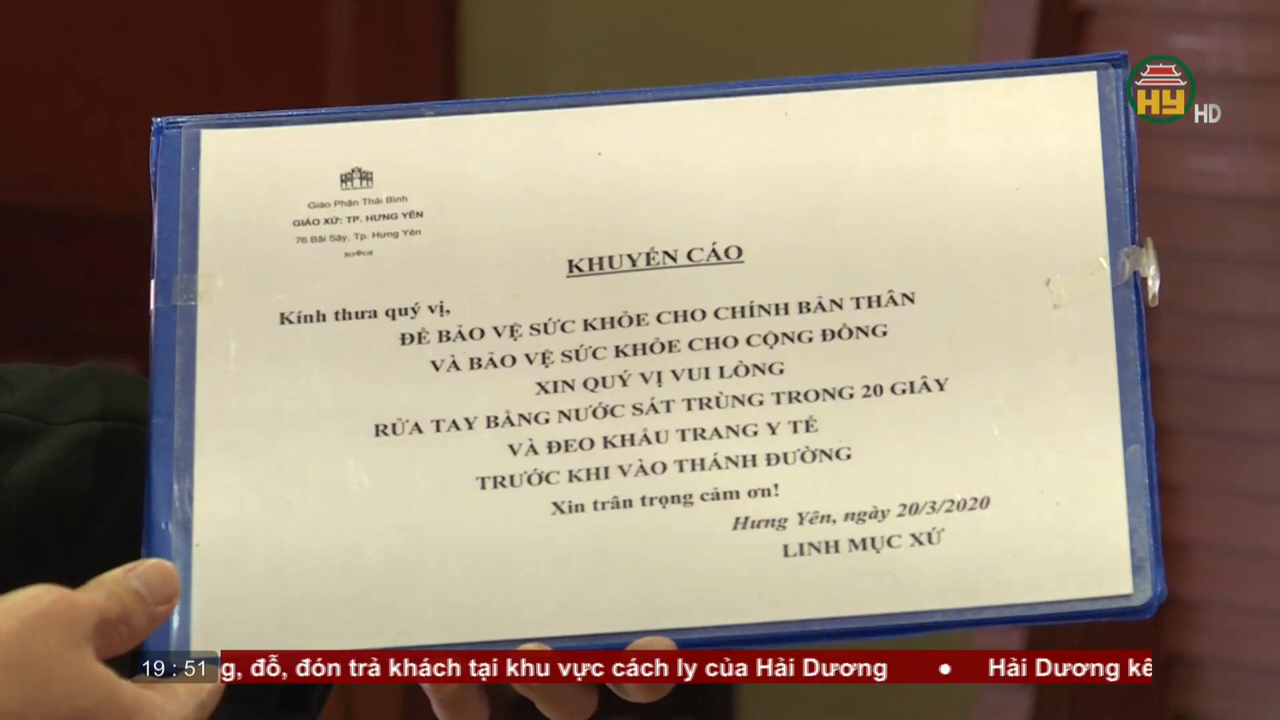 HY HD
Giáo Phận Thái Bình
GIÁO XỨ: TP. HƯNG YÊN
76 Bãi Sậy, Tp. Hưng Yên
KHUYẾN CÁO
Kính thưa quý vị,
ĐỂ BẢO VỆ SỨC KHỎE CHO CHÍNH BẢN THÂN
VÀ BẢO VỆ SỨC KHỎE CHO CỘNG ĐỒNG
XIN QUÝ VỊ VUI LÒNG
RỬA TAY BẰNG NƯỚC SÁT TRÙNG TRONG 20 GIÂY
VÀ ĐEO KHẨU TRANG Y TẾ
TRƯỚC KHI VÀO THÁNH ĐƯỜNG
Xin trân trọng cảm ơn!
Hưng Yên, ngày 20/3/2020
LINH MỤC XỨ
19 : 51 g, đỗ, đón trả khách tại khu vực cách ly của Hải Dương • Hải Dương kê